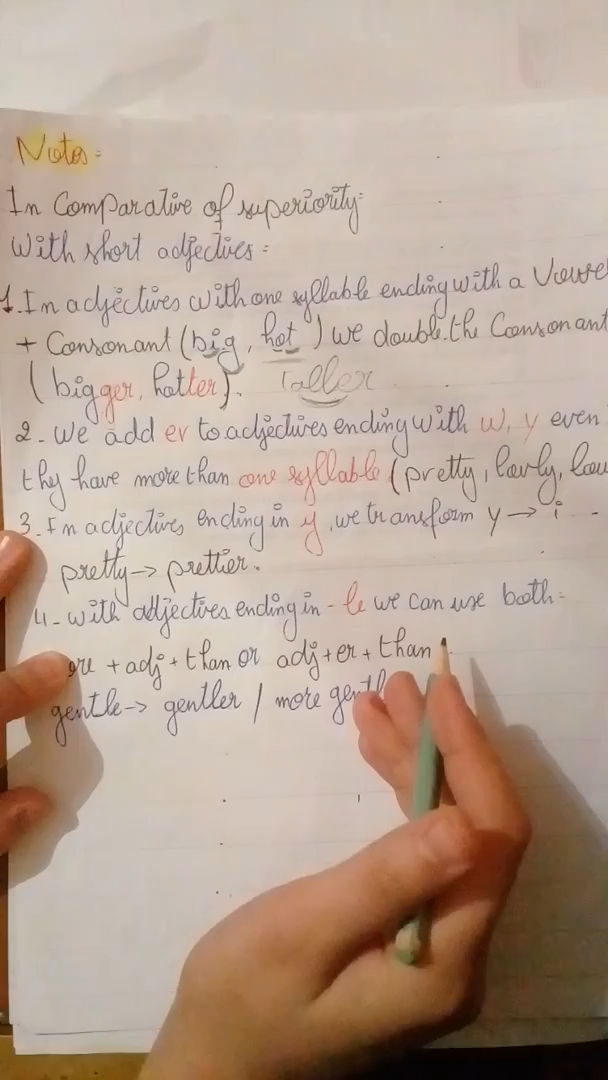 Notes:
In Comparative of superiority:
With short adjectives:
1. In adjectives with one syllable ending with a Vowel
+ Consonant (big, hot) we double the Consonant
(bigger, hotter). Taller
2 - We add er to adjectives ending with w, y even
they have more than one syllable (pretty, lovly,
3 - In adjectives ending in y, we transform y → i
pretty → prettier.
4 - With adjectives ending in - le we can use both:
+ adj + than or adj + er + than
gentle → gentler / more